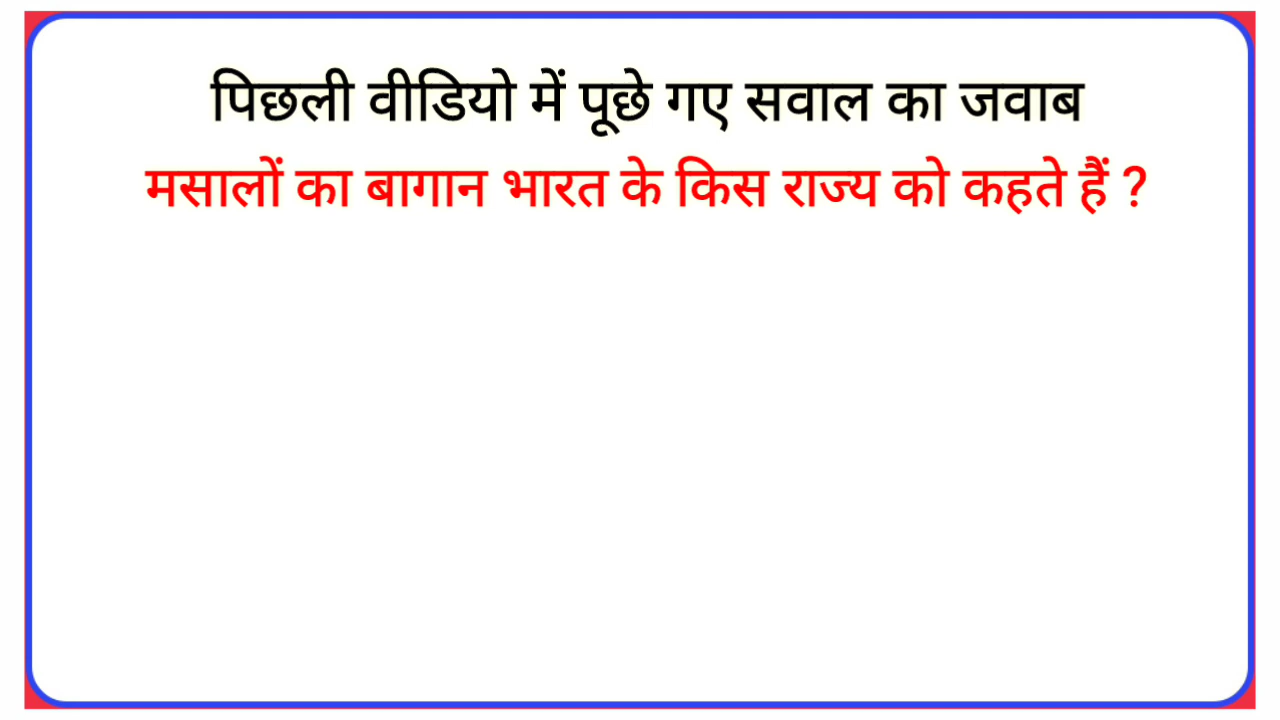 पिछली वीडियो में पूछे गए सवाल का जवाब
मसालों का बागान भारत के किस राज्य को कहते हैं ?